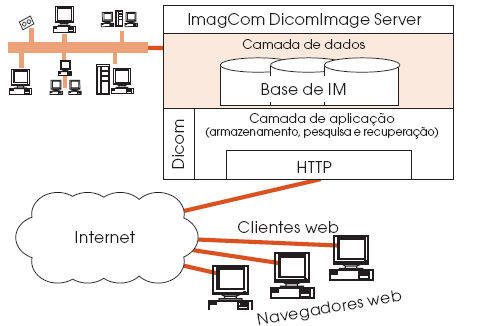 ImagCom DicomImage Server
Camada de dados
Base de IM
Camada de aplicação
(armazenamento, pesquisa e recuperação)
Dicom
HTTP
Internet
Clientes web
Navegadores web